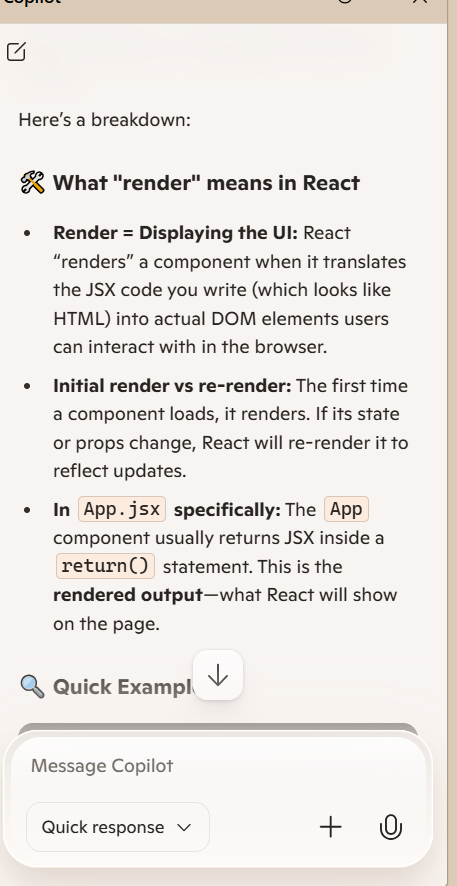 Copilot
Here's a breakdown:
What "render" means in React
Render = Displaying the UI: React
“renders” a component when it translates
the JSX code you write (which looks like
HTML) into actual DOM elements users
can interact with in the browser.
Initial render vs re-render: The first time
a component loads, it renders. If its state
or props change, React will re-render it to
reflect updates.
In App.jsx specifically: The App
component usually returns JSX inside a
return() statement. This is the
rendered output—what React will show
on the page.
Quick Exampl
Message Copilot
Quick response